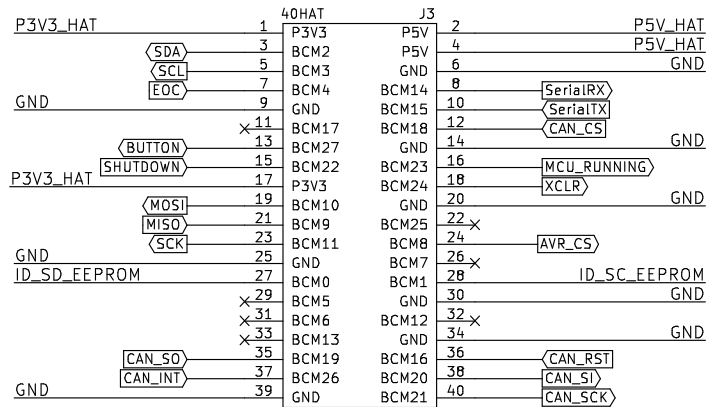 40HAT J3
P3V3_HAT 1 P3V3 P5V 2 P5V_HAT
SDA 3 BCM2 P5V 4 P5V_HAT
SCL 5 BCM3 GND 6 GND
EOC 7 BCM4 BCM14 8 SerialRX
GND 9 GND BCM15 10 SerialTX
11 BCM17 BCM18 12 CAN_CS
BUTTON 13 BCM27 GND 14 GND
SHUTDOWN 15 BCM22 BCM23 16 MCU_RUNNING
P3V3_HAT 17 P3V3 BCM24 18 XCLR
MOSI 19 BCM10 GND 20 GND
MISO 21 BCM9 BCM25 22
SCK 23 BCM11 BCM8 24 AVR_CS
GND 25 GND BCM7 26
ID_SD_EEPROM 27 BCM0 BCM1 28 ID_SC_EEPROM
29 BCM5 GND 30 GND
31 BCM6 BCM12 32
33 BCM13 GND 34 GND
CAN_SO 35 BCM19 BCM16 36 CAN_RST
CAN_INT 37 BCM26 BCM20 38 CAN_SI
GND 39 GND BCM21 40 CAN_SCK